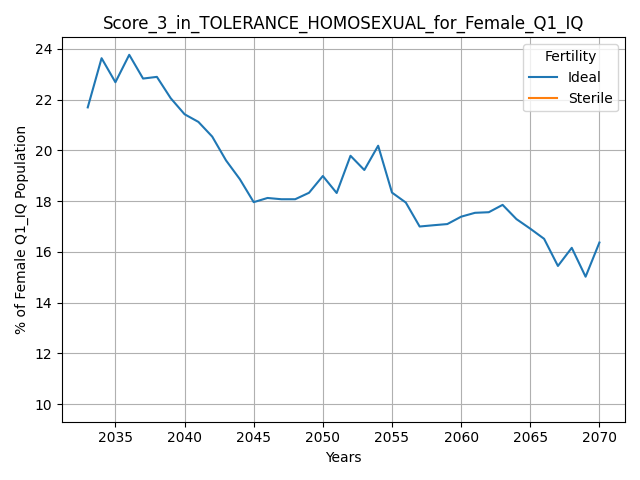 Score_3_in_TOLERANCE_HOMOSEXUAL_for_Female_Q1_IQ
Fertility
Ideal
Sterile
% of Female Q1_IQ Population
24
22
20
18
16
14
12
10
2035 2040 2045 2050 2055 2060 2065 2070
Years